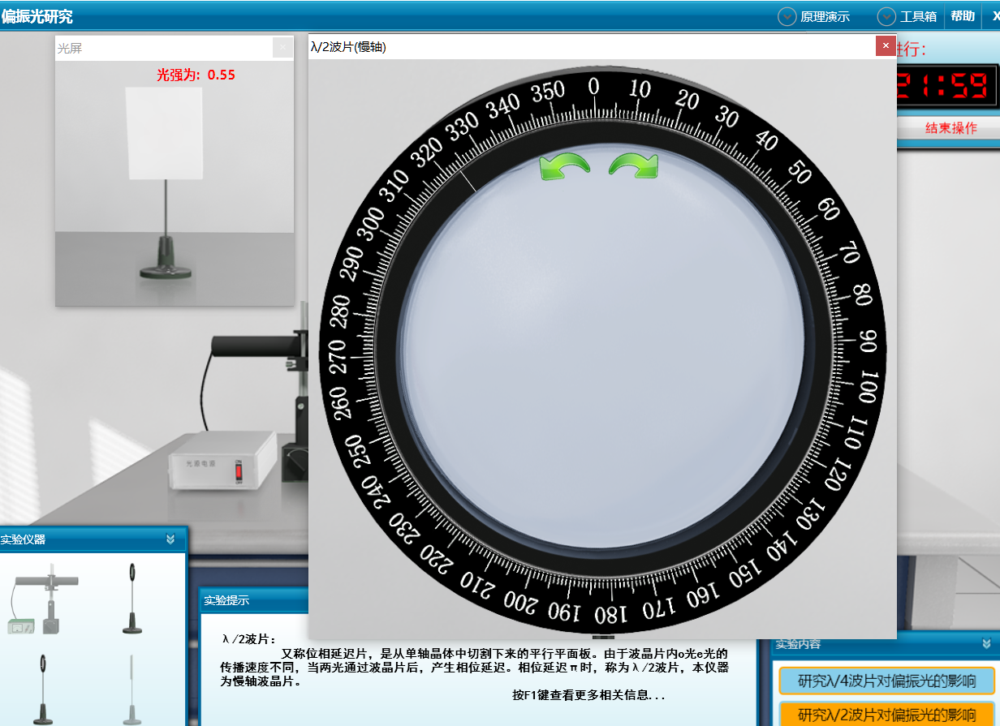 偏振光研究
原理演示
工具箱
帮助
X
光屏
光强为: 0.55
λ/2波片(慢轴)
×
进行:
21:59
结束操作
0
10
20
30
40
50
60
70
80
90
100
110
120
130
140
150
160
170
180
190
200
210
220
230
240
250
260
270
280
290
300
310
320
330
340
350
光源电源
实验仪器
实验提示
λ/2波片:
又称位相延迟片，是从单轴晶体中切割下来的平行平面板。由于波晶片内o光e光的
传播速度不同，当两光通过波晶片后，产生相位延迟。相位延迟π时，称为λ/2波片，本仪器
为慢轴波晶片。
按F1键查看更多相关信息...
实验内容
研究λ/4波片对偏振光的影响
研究λ/2波片对偏振光的影响